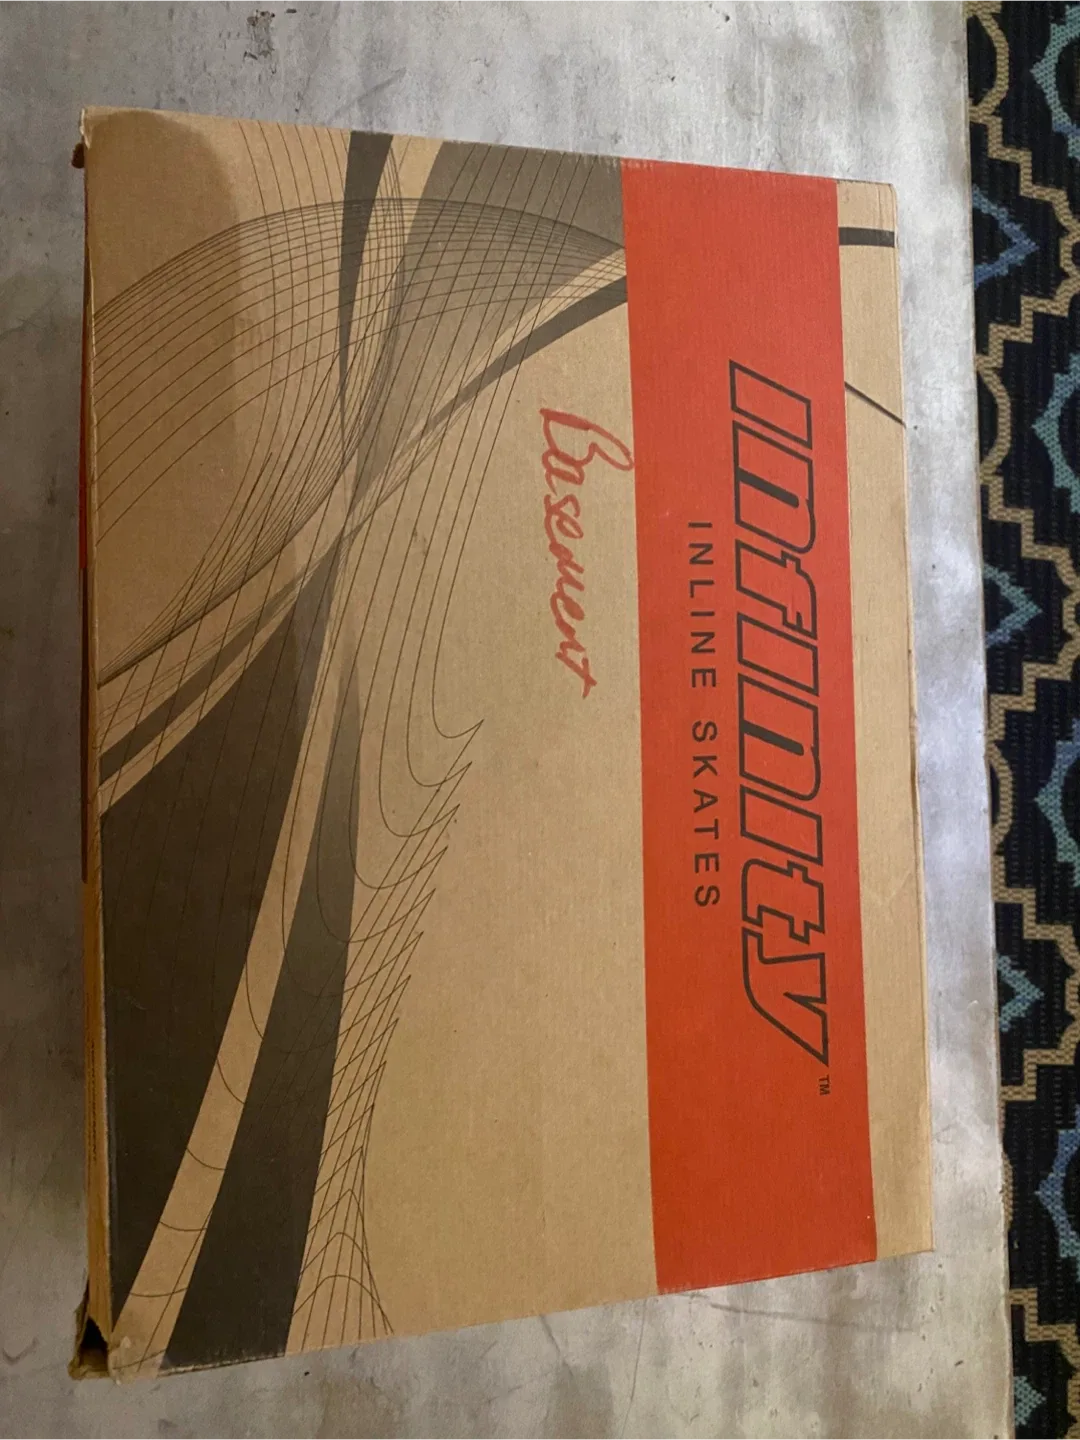 Infinity™
INLINE SKATES
Basement